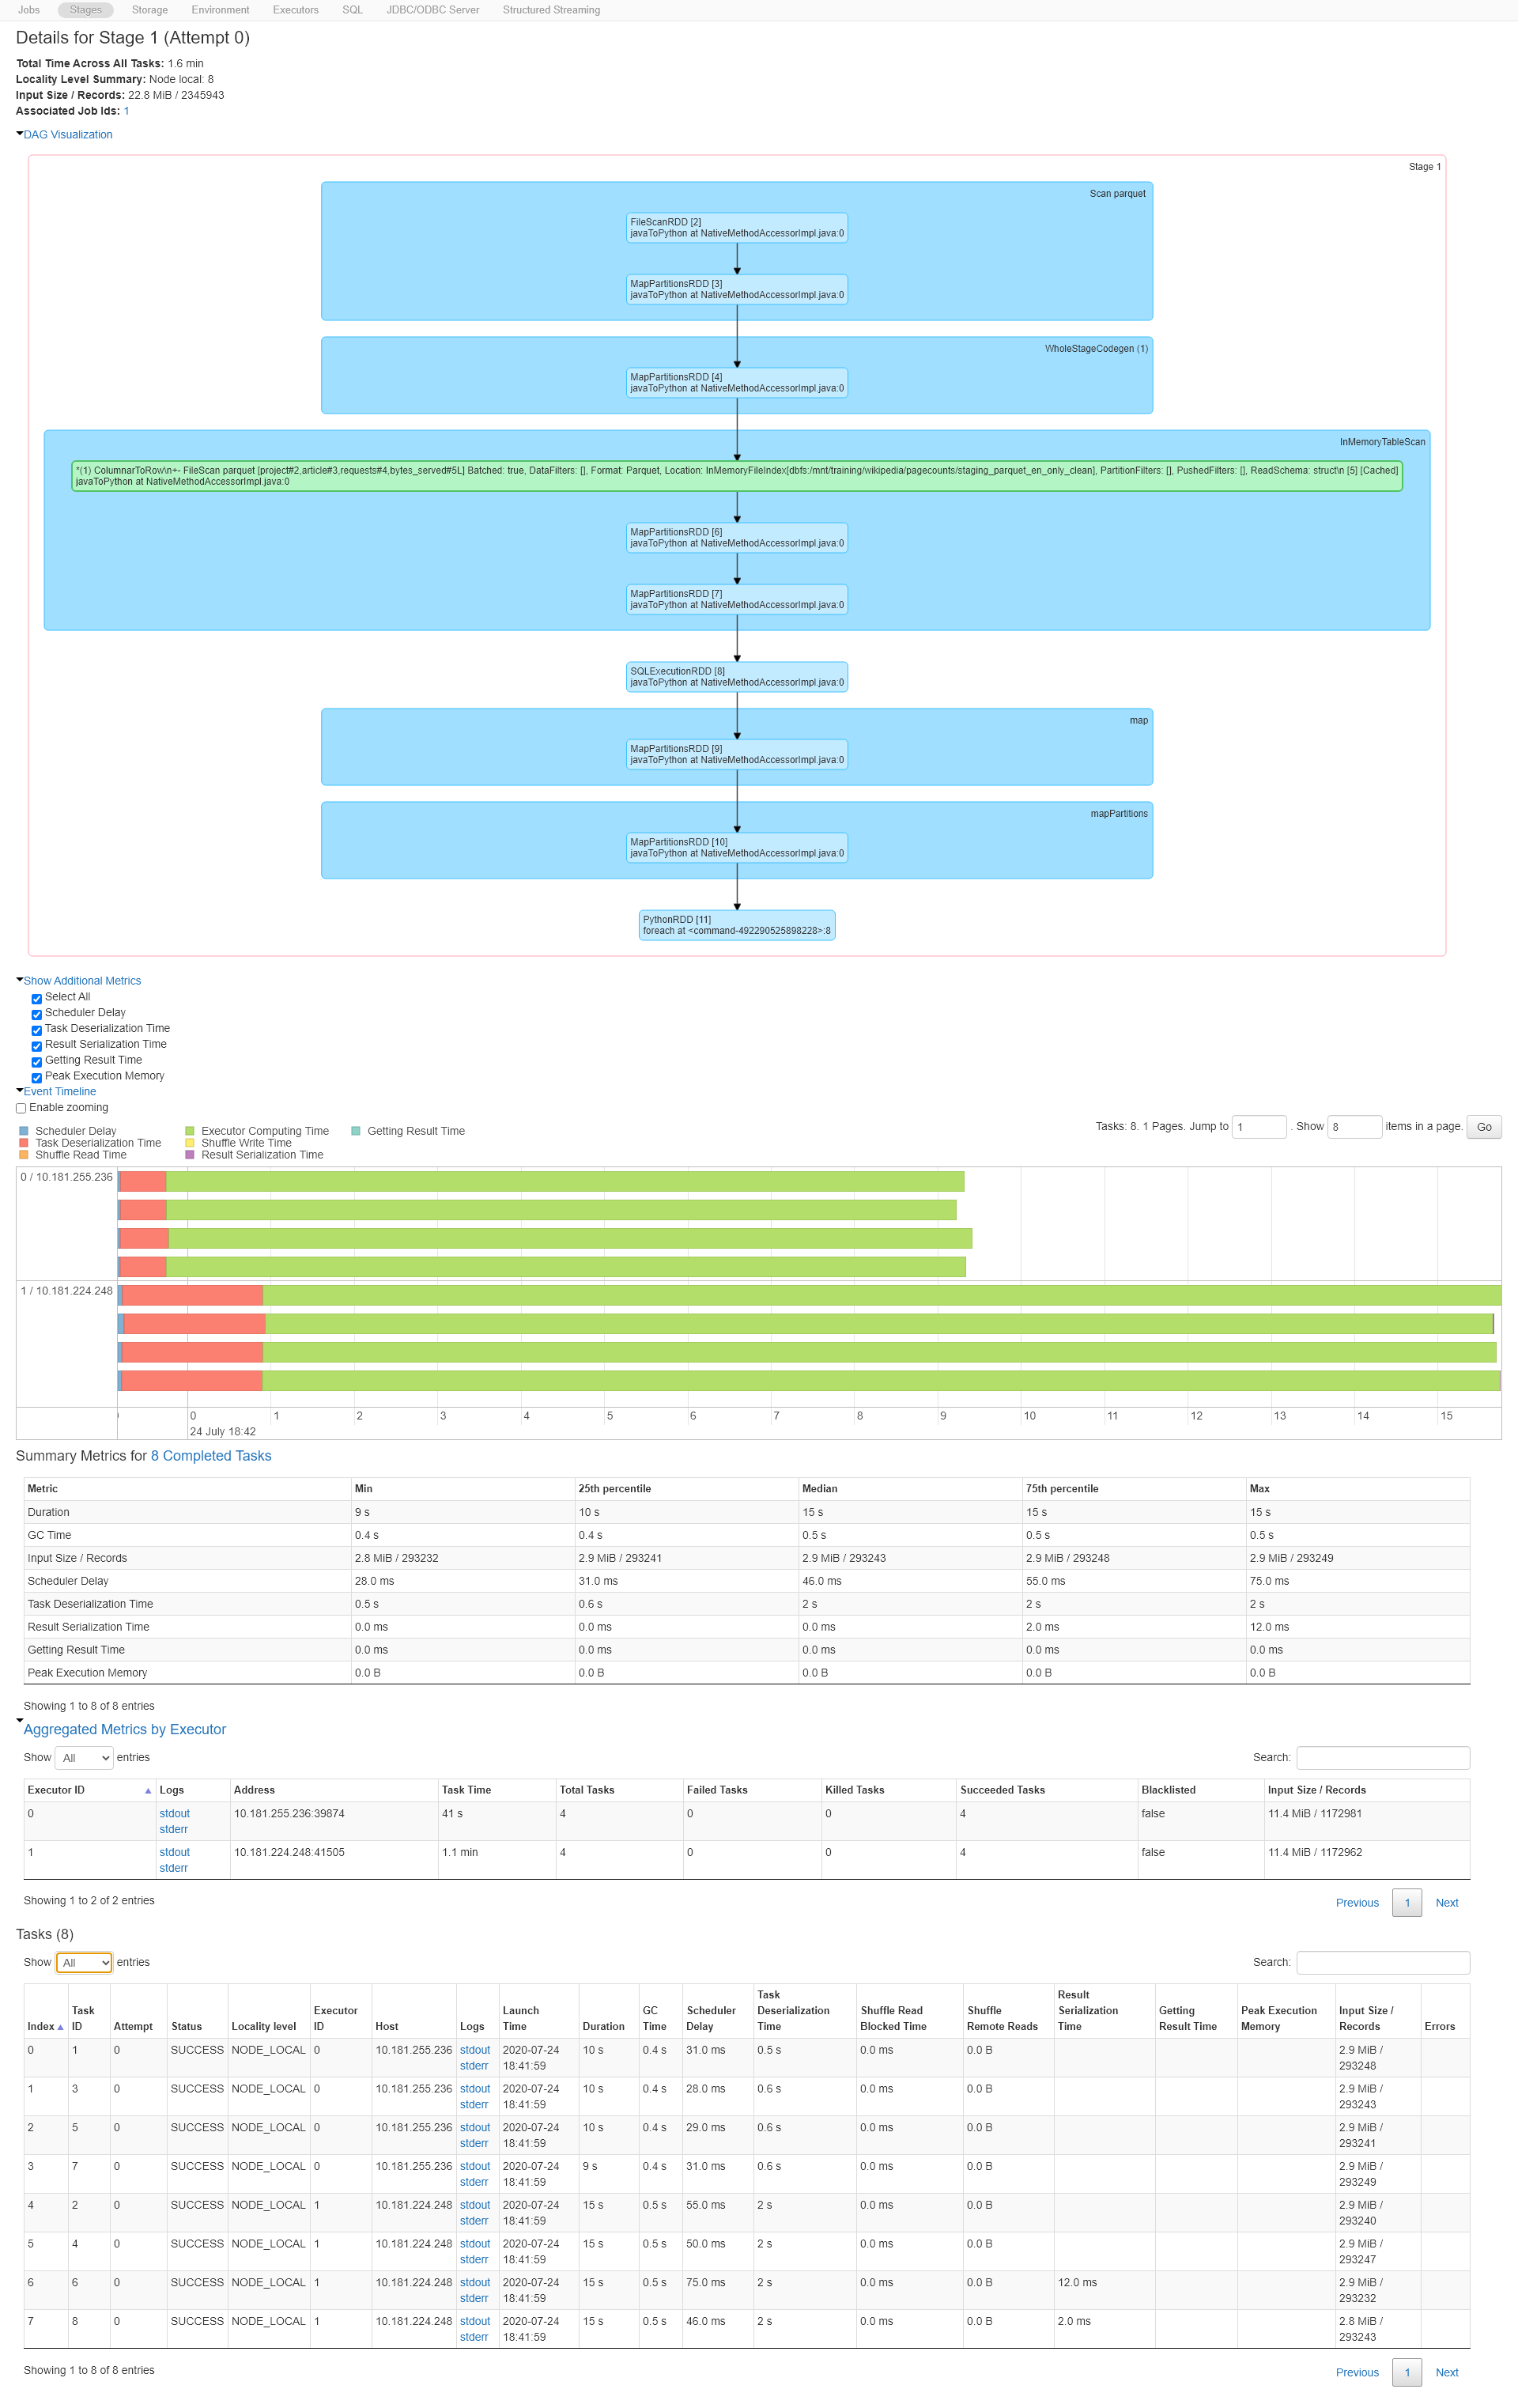 Jobs Stages Storage Environment Executors SQL JDBC/ODBC Server Structured Streaming
Details for Stage 1 (Attempt 0)
Total Time Across All Tasks: 1.6 min
Locality Level Summary: Node local: 8
Input Size / Records: 22.8 MiB / 2345943
Associated Job Ids: 1
DAG Visualization
Stage 1
Scan parquet
FileScanRDD [2]
javaToPython at NativeMethodAccessorImpl.java:0
MapPartitionsRDD [3]
javaToPython at NativeMethodAccessorImpl.java:0
WholeStageCodegen (1)
MapPartitionsRDD [4]
javaToPython at NativeMethodAccessorImpl.java:0
InMemoryTableScan
*(1) ColumnarToRow\n+- FileScan parquet [project#2,article#3,requests#4,bytes_served#5L] Batched: true, DataFilters: [], Format: Parquet, Location: InMemoryFileIndex[dbfs:/mnt/training/wikipedia/pagecounts/staging_parquet_en_only_clean], PartitionFilters: [], PushedFilters: [], ReadSchema: struct\n [5] [Cached]
javaToPython at NativeMethodAccessorImpl.java:0
MapPartitionsRDD [6]
javaToPython at NativeMethodAccessorImpl.java:0
MapPartitionsRDD [7]
javaToPython at NativeMethodAccessorImpl.java:0
SQLExecutionRDD [8]
javaToPython at NativeMethodAccessorImpl.java:0
map
MapPartitionsRDD [9]
javaToPython at NativeMethodAccessorImpl.java:0
mapPartitions
MapPartitionsRDD [10]
javaToPython at NativeMethodAccessorImpl.java:0
PythonRDD [11]
foreach at <command-492290525898228>:8
Show Additional Metrics
Select All
Scheduler Delay
Task Deserialization Time
Result Serialization Time
Getting Result Time
Peak Execution Memory
Event Timeline
Enable zooming
Tasks: 8. 1 Pages. Jump to 1 . Show 8 items in a page. Go
Scheduler Delay Executor Computing Time Getting Result Time
Task Deserialization Time Shuffle Write Time
Shuffle Read Time Result Serialization Time
0 / 10.181.255.236
1 / 10.181.224.248
0 1 2 3 4 5 6 7 8 9 10 11 12 13 14 15
24 July 18:42
Summary Metrics for 8 Completed Tasks
Metric Min 25th percentile Median 75th percentile Max
Duration 9 s 10 s 15 s 15 s 15 s
GC Time 0.4 s 0.4 s 0.5 s 0.5 s 0.5 s
Input Size / Records 2.8 MiB / 293232 2.9 MiB / 293241 2.9 MiB / 293243 2.9 MiB / 293248 2.9 MiB / 293249
Scheduler Delay 28.0 ms 31.0 ms 46.0 ms 55.0 ms 75.0 ms
Task Deserialization Time 0.5 s 0.6 s 2 s 2 s 2 s
Result Serialization Time 0.0 ms 0.0 ms 0.0 ms 2.0 ms 12.0 ms
Getting Result Time 0.0 ms 0.0 ms 0.0 ms 0.0 ms 0.0 ms
Peak Execution Memory 0.0 B 0.0 B 0.0 B 0.0 B 0.0 B
Showing 1 to 8 of 8 entries
Aggregated Metrics by Executor
Show All entries Search:
Executor ID Logs Address Task Time Total Tasks Failed Tasks Killed Tasks Succeeded Tasks Blacklisted Input Size / Records
0 stdout 10.181.255.236:39874 41 s 4 0 0 4 false 11.4 MiB / 1172981
stderr
1 stdout 10.181.224.248:41505 1.1 min 4 0 0 4 false 11.4 MiB / 1172962
stderr
Showing 1 to 2 of 2 entries Previous 1 Next
Tasks (8)
Show All entries Search:
Task Result
Task Executor GC Scheduler Deserialization Shuffle Read Shuffle Serialization Getting Peak Execution Input Size /
Index ID Attempt Status Locality level ID Host Logs Launch Time Duration Time Delay Time Blocked Time Remote Reads Time Result Time Memory Records Errors
0 1 0 SUCCESS NODE_LOCAL 0 10.181.255.236 stdout 2020-07-24 10 s 0.4 s 31.0 ms 0.5 s 0.0 ms 0.0 B 2.9 MiB /
stderr 18:41:59 293248
1 3 0 SUCCESS NODE_LOCAL 0 10.181.255.236 stdout 2020-07-24 10 s 0.4 s 28.0 ms 0.6 s 0.0 ms 0.0 B 2.9 MiB /
stderr 18:41:59 293243
2 5 0 SUCCESS NODE_LOCAL 0 10.181.255.236 stdout 2020-07-24 10 s 0.4 s 29.0 ms 0.6 s 0.0 ms 0.0 B 2.9 MiB /
stderr 18:41:59 293241
3 7 0 SUCCESS NODE_LOCAL 0 10.181.255.236 stdout 2020-07-24 9 s 0.4 s 31.0 ms 0.6 s 0.0 ms 0.0 B 2.9 MiB /
stderr 18:41:59 293249
4 2 0 SUCCESS NODE_LOCAL 1 10.181.224.248 stdout 2020-07-24 15 s 0.5 s 55.0 ms 2 s 0.0 ms 0.0 B 2.9 MiB /
stderr 18:41:59 293240
5 4 0 SUCCESS NODE_LOCAL 1 10.181.224.248 stdout 2020-07-24 15 s 0.5 s 50.0 ms 2 s 0.0 ms 0.0 B 2.9 MiB /
stderr 18:41:59 293247
6 6 0 SUCCESS NODE_LOCAL 1 10.181.224.248 stdout 2020-07-24 15 s 0.5 s 75.0 ms 2 s 0.0 ms 0.0 B 12.0 ms 2.9 MiB /
stderr 18:41:59 293232
7 8 0 SUCCESS NODE_LOCAL 1 10.181.224.248 stdout 2020-07-24 15 s 0.5 s 46.0 ms 2 s 0.0 ms 0.0 B 2.0 ms 2.8 MiB /
stderr 18:41:59 293243
Showing 1 to 8 of 8 entries Previous 1 Next